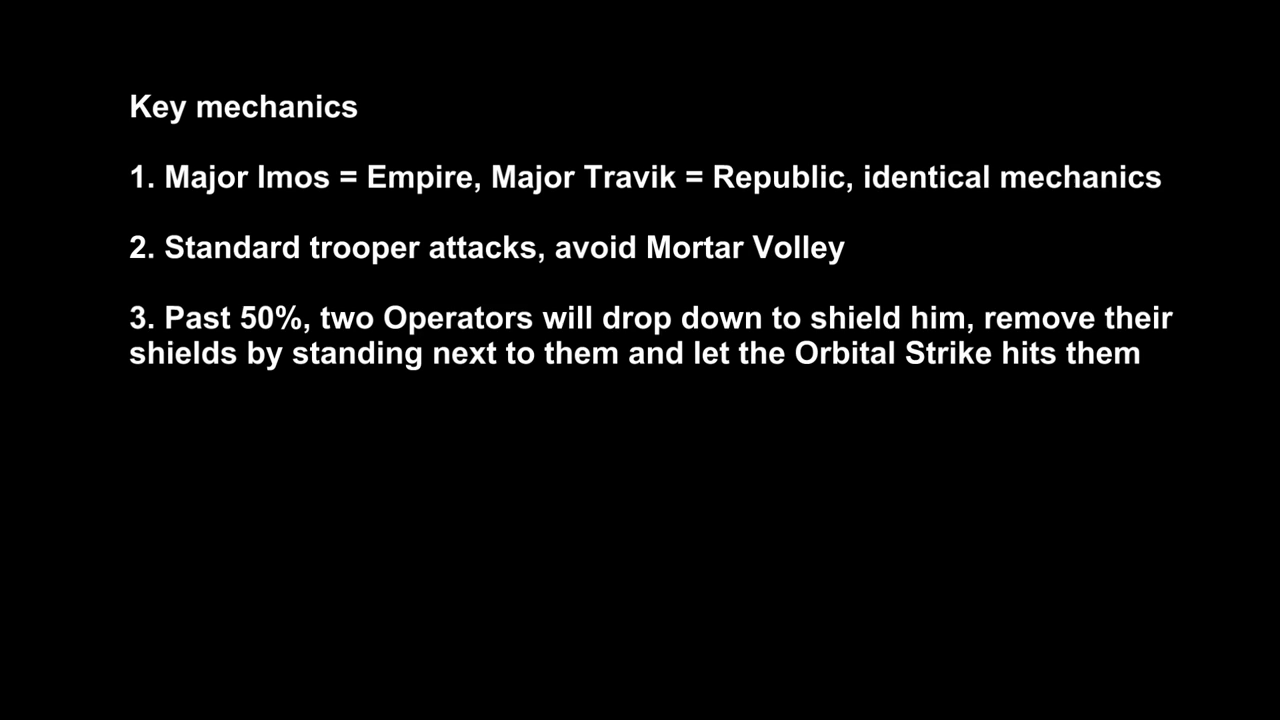 Key mechanics
1. Major Imos = Empire, Major Travik = Republic, identical mechanics
2. Standard trooper attacks, avoid Mortar Volley
3. Past 50%, two Operators will drop down to shield him, remove their
shields by standing next to them and let the Orbital Strike hits them